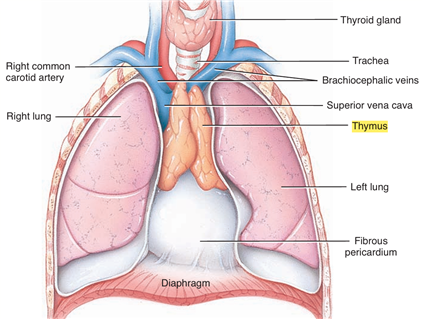 Thyroid gland
Trachea
Right common
carotid artery
Brachiocephalic veins
Superior vena cava
Right lung
Thymus
Left lung
Fibrous
pericardium
Diaphragm